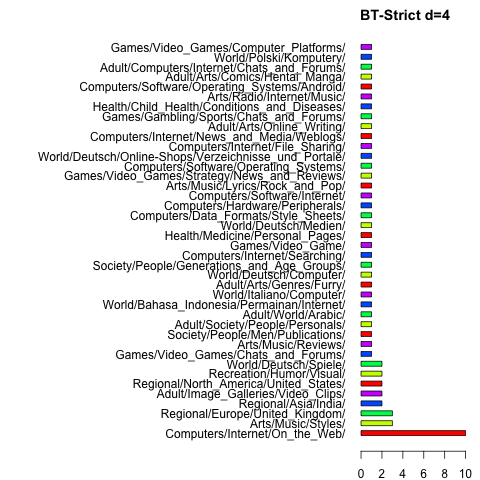 BT-Strict d=4
Games/Video_Games/Computer_Platforms/
World/Polski/Komputery/
Adult/Computers/Internet/Chats_and_Forums/
Adult/Arts/Comics/Hentai_Manga/
Computers/Software/Operating_Systems/Android/
Arts/Radio/Internet/Music/
Health/Child_Health/Conditions_and_Diseases/
Games/Gambling/Sports/Chats_and_Forums/
Adult/Arts/Online_Writing/
Computers/Internet/News_and_Media/Weblogs/
Computers/Internet/File_Sharing/
World/Deutsch/Online-Shops/Verzeichnisse_und_Portale/
Computers/Software/Operating_Systems/
Games/Video_Games/Strategy/News_and_Reviews/
Arts/Music/Lyrics/Rock_and_Pop/
Computers/Software/Internet/
Computers/Hardware/Peripherals/
Computers/Data_Formats/Style_Sheets/
World/Deutsch/Medien/
Health/Medicine/Personal_Pages/
Games/Video_Game/
Computers/Internet/Searching/
Society/People/Generations_and_Age_Groups/
World/Deutsch/Computer/
Adult/Arts/Genres/Furry/
World/Italiano/Computer/
World/Bahasa_Indonesia/Permainan/Internet/
Adult/World/Arabic/
Adult/Society/People/Personals/
Society/People/Men/Publications/
Arts/Music/Reviews/
Games/Video_Games/Chats_and_Forums/
World/Deutsch/Spiele/
Recreation/Humor/Visual/
Regional/North_America/United_States/
Adult/Image_Galleries/Video_Clips/
Regional/Asia/India/
Regional/Europe/United_Kingdom/
Arts/Music/Styles/
Computers/Internet/On_the_Web/
0 2 4 6 8 10